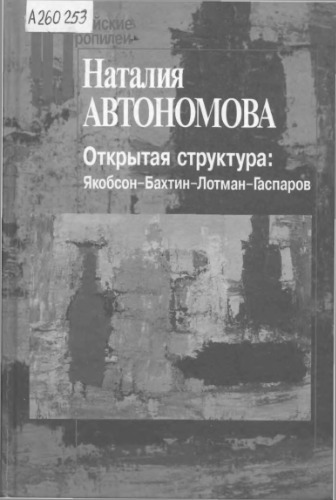 А260253
Наталия
АВТОНОМОВА
Открытая структура:
Якобсон–Бахтин–Лотман–Гаспаров